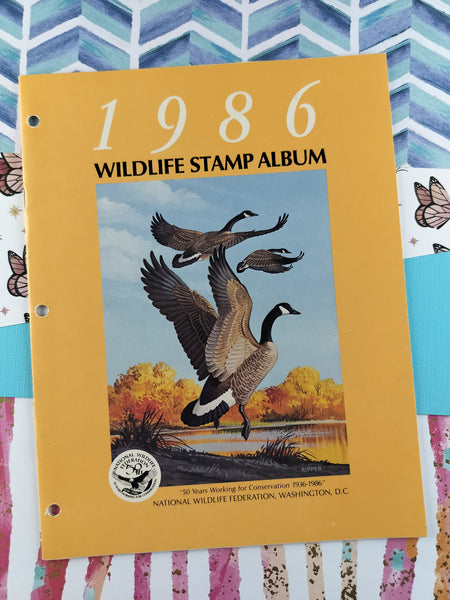 1986
WILDLIFE STAMP ALBUM
RIPPER
NATIONAL WILDLIFE
FEDERATION
50
"50 Years Working for Conservation 1936-1986"
NATIONAL WILDLIFE FEDERATION, WASHINGTON, D.C.